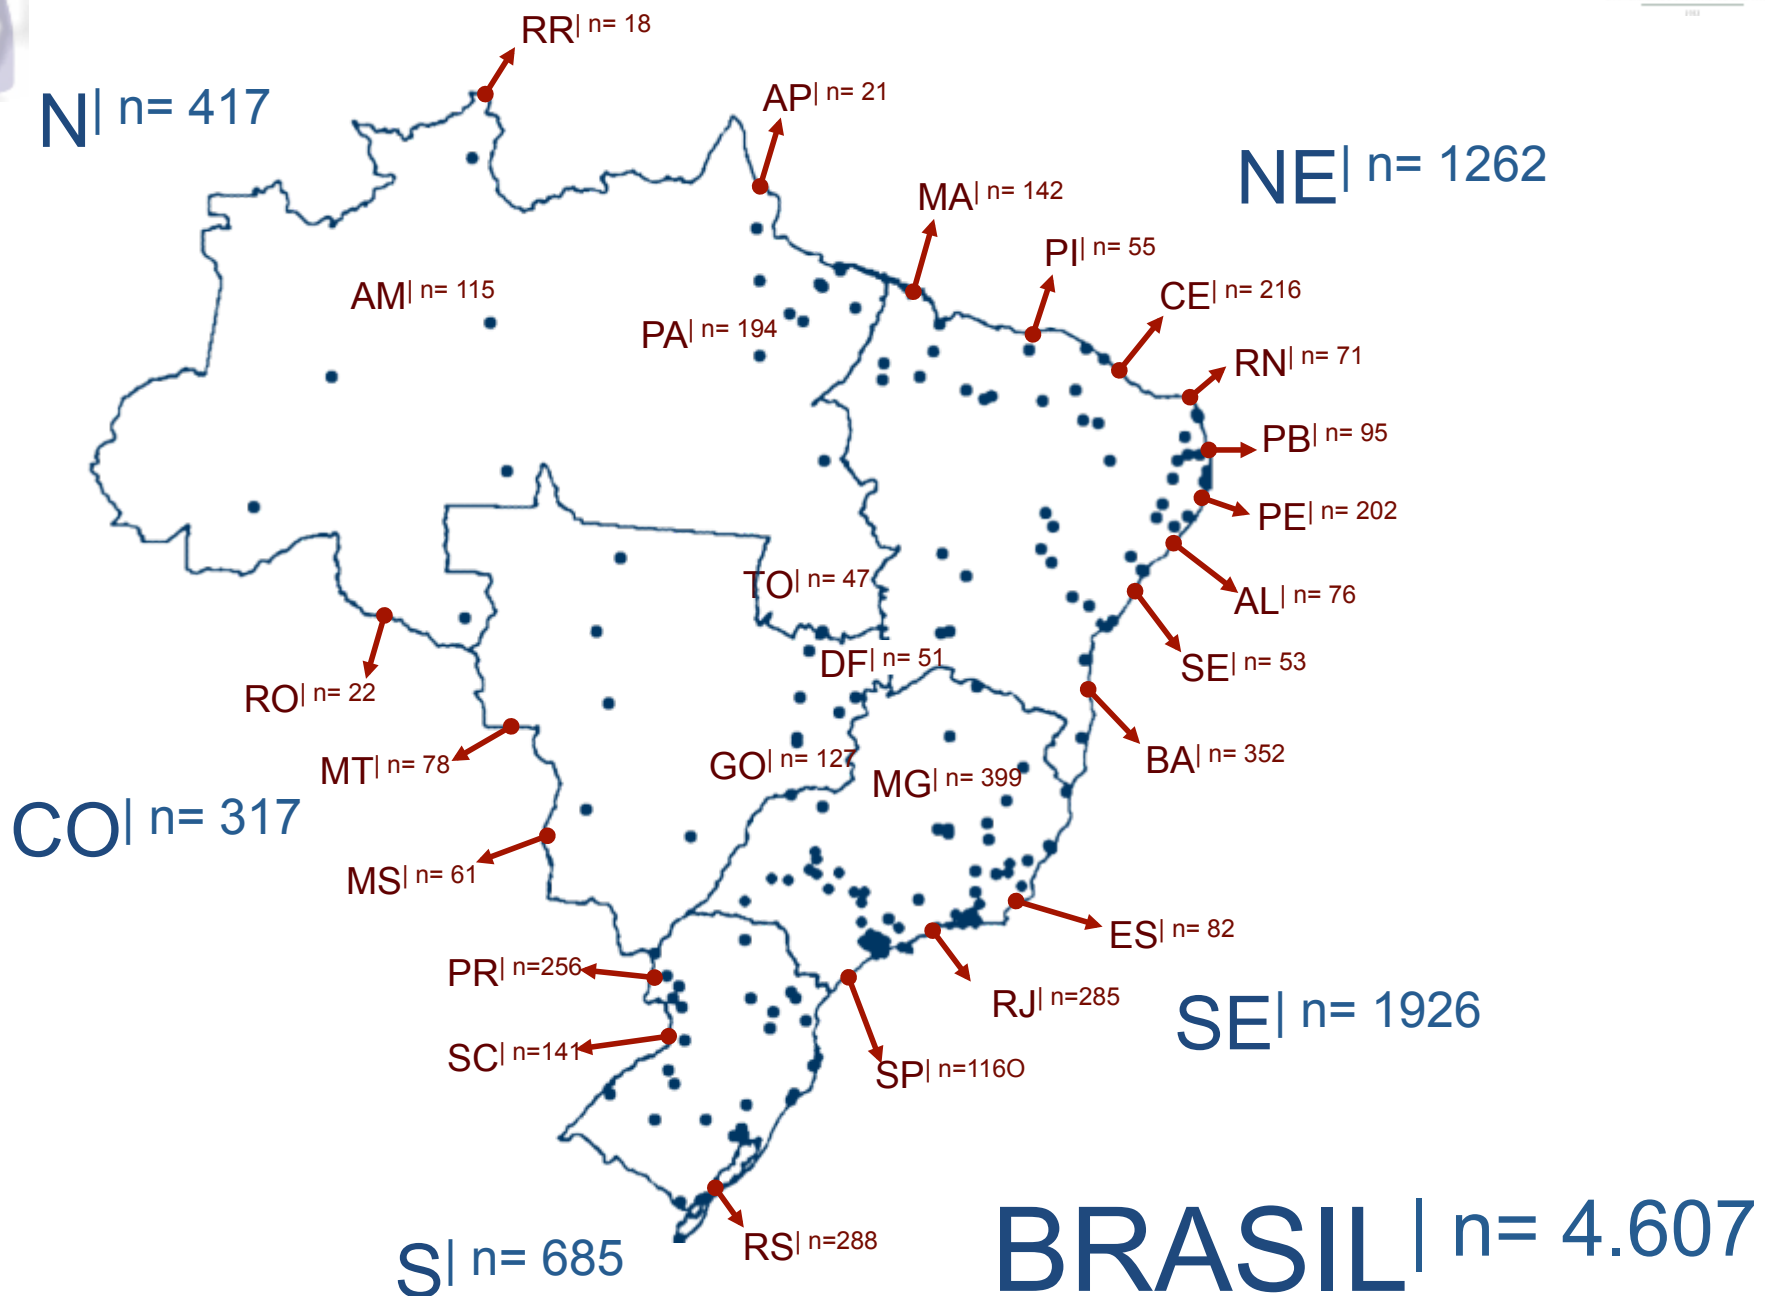 RR| n= 18
N| n= 417
AP| n= 21
NE| n= 1262
MA| n= 142
PI| n= 55
AM| n= 115
CE| n= 216
PA| n= 194
RN| n= 71
PB| n= 95
PE| n= 202
TO| n= 47
AL| n= 76
DF| n= 51
SE| n= 53
RO| n= 22
MT| n= 78
GO| n= 127
MG| n= 399
BA| n= 352
CO| n= 317
MS| n= 61
ES| n= 82
PR| n=256
RJ| n=285
SE| n= 1926
SC| n=141
SP| n=116O
RS| n=288
S| n= 685
BRASIL| n= 4.607